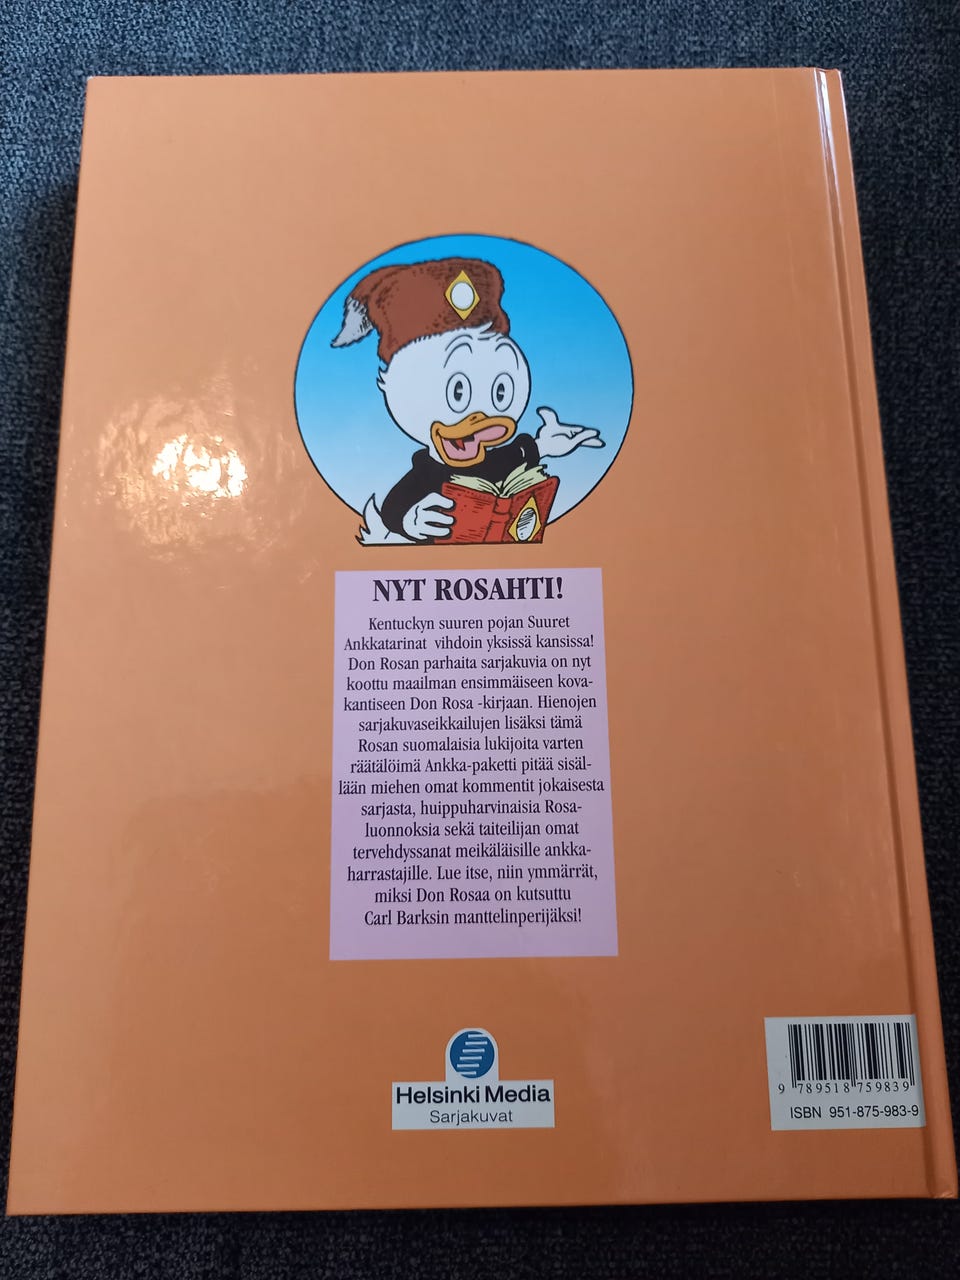 NYT ROSAHTI!
Kentuckyn suuren pojan Suuret
Ankkatarinat vihdoin yksissä kansissa!
Don Rosan parhaita sarjakuvia on nyt
koottu maailman ensimmäiseen kova-
kantiseen Don Rosa -kirjaan. Hienojen
sarjakuvaseikkailujen lisäksi tämä
Rosan suomalaisia lukijoita varten
räätälöimä Ankka-paketti pitää sisäl-
lään miehen omat kommentit jokaisesta
sarjasta, huippuharvinaisia Rosa-
luonnoksia sekä taiteilijan omat
tervehdyssanat meikäläisille ankka-
harrastajille. Lue itse, niin ymmärrät,
miksi Don Rosaa on kutsuttu
Carl Barksin manttelinperijäksi!
Helsinki Media
Sarjakuvat
9 789518 759839
ISBN 951-875-983-9